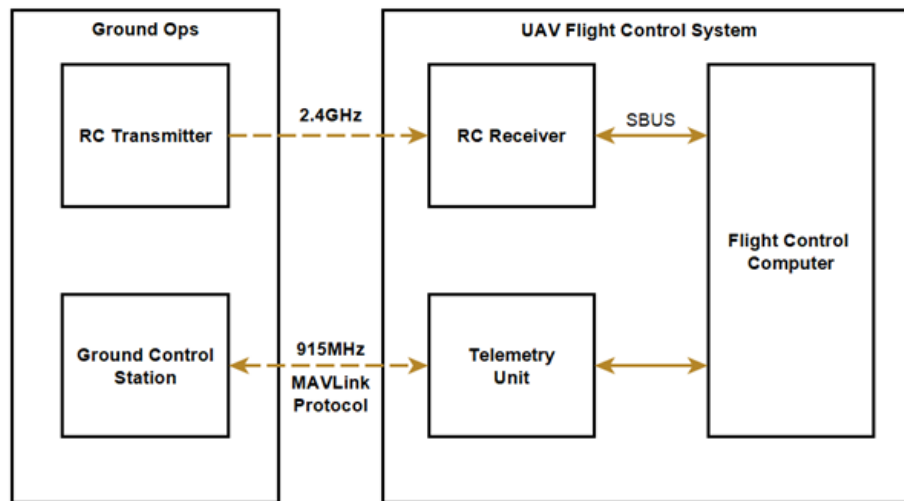 Ground Ops
UAV Flight Control System
RC Transmitter
2.4GHz
RC Receiver
SBUS
Flight Control
Computer
Ground Control
Station
915MHz
MAVLink
Protocol
Telemetry
Unit